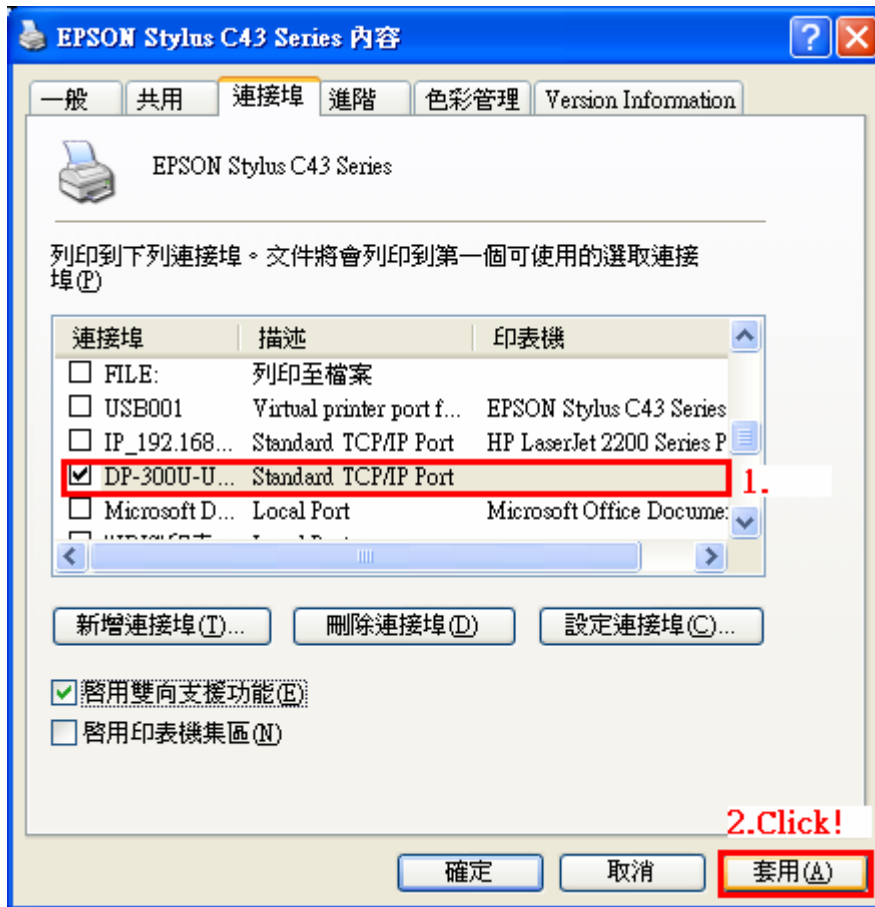 EPSON Stylus C43 Series 內容
一般 共用 連接埠 進階 色彩管理 Version Information
EPSON Stylus C43 Series
列印到下列連接埠。文件將會列印到第一個可使用的選取連接
埠(P)
連接埠 描述 印表機
FILE: 列印至檔案
USB001 Virtual printer port f... EPSON Stylus C43 Series
IP_192.168... Standard TCP/IP Port HP LaserJet 2200 Series P
DP-300U-U... Standard TCP/IP Port
1.
Microsoft D... Local Port Microsoft Office Docume
新增連接埠(T)... 刪除連接埠(D) 設定連接埠(C)...
啓用雙向支援功能(E)
啓用印表機集區(N)
2.Click!
確定 取消 套用(A)